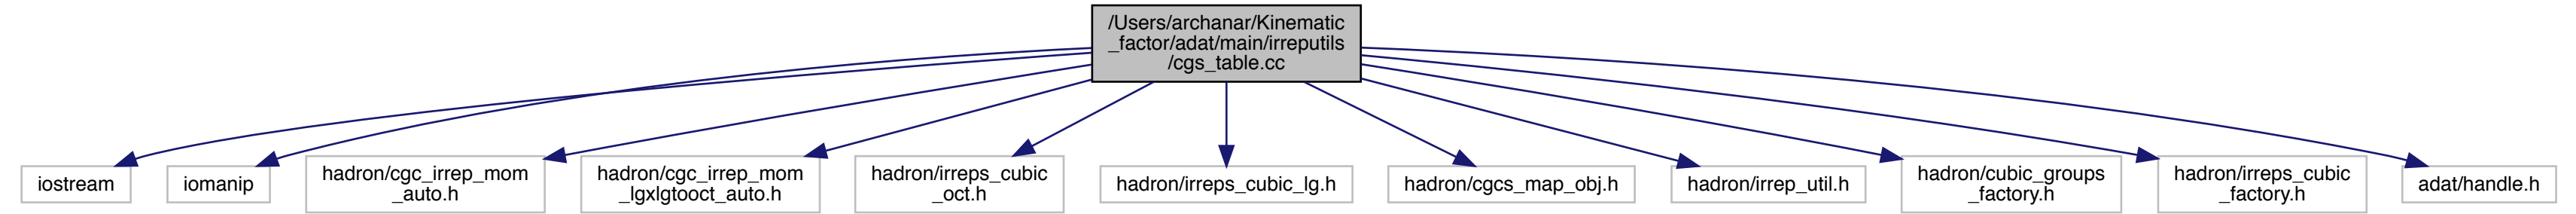 /Users/archanar/Kinematic
_factor/adat/main/irreputils
/cgs_table.cc
iostream
iomanip
hadron/cgc_irrep_mom
_auto.h
hadron/cgc_irrep_mom
_lgxlgtooct_auto.h
hadron/irreps_cubic
_oct.h
hadron/irreps_cubic_lg.h
hadron/cgcs_map_obj.h
hadron/irrep_util.h
hadron/cubic_groups
_factory.h
hadron/irreps_cubic
_factory.h
adat/handle.h